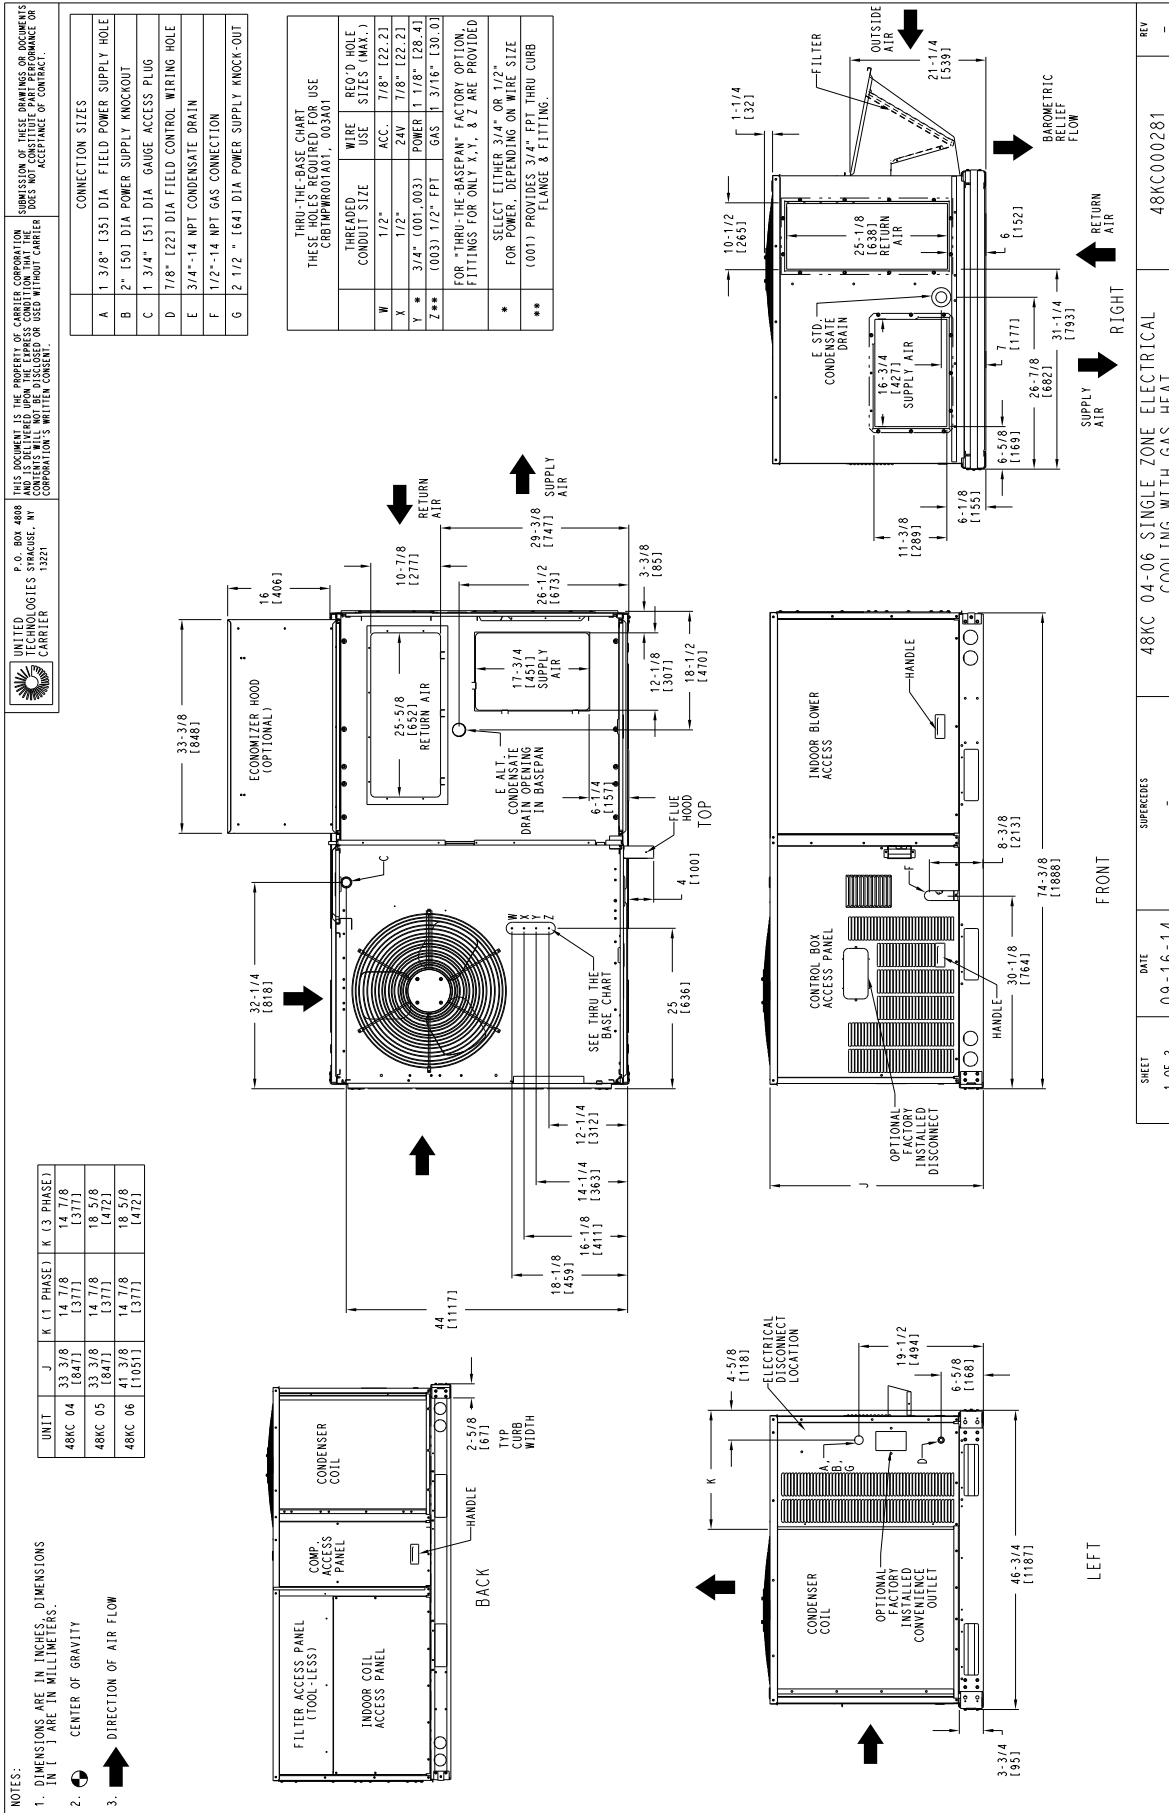 NOTES:
1. DIMENSIONS ARE IN INCHES, DIMENSIONS
IN [ ] ARE IN MILLIMETERS.
2. CENTER OF GRAVITY
3. DIRECTION OF AIR FLOW
UNIT J K (1 PHASE) K (3 PHASE)
48KC 04 33 3/8 [847] 14 7/8 [377] 14 7/8 [377]
48KC 05 33 3/8 [847] 14 7/8 [377] 18 5/8 [472]
48KC 06 41 3/8 [1051] 14 7/8 [377] 18 5/8 [472]
UNITED
TECHNOLOGIES
CARRIER
P.O. BOX 4808
SYRACUSE, NY
13221
THIS DOCUMENT IS THE PROPERTY OF CARRIER CORPORATION
AND IS DELIVERED UPON THE EXPRESS CONDITION THAT THE
CONTENTS WILL NOT BE DISCLOSED OR USED WITHOUT CARRIER
CORPORATION'S WRITTEN CONSENT.
SUBMISSION OF THESE DRAWINGS OR DOCUMENTS
DOES NOT CONSTITUTE PART PERFORMANCE OR
ACCEPTANCE OF CONTRACT.
CONNECTION SIZES
A 1 3/8" [35] DIA FIELD POWER SUPPLY HOLE
B 2" [50] DIA POWER SUPPLY KNOCKOUT
C 1 3/4" [51] DIA GAUGE ACCESS PLUG
D 7/8" [22] DIA FIELD CONTROL WIRING HOLE
E 3/4"-14 NPT CONDENSATE DRAIN
F 1/2"-14 NPT GAS CONNECTION
G 2 1/2 " [64] DIA POWER SUPPLY KNOCK-OUT
THRU-THE-BASE CHART
THESE HOLES REQUIRED FOR USE
CRBTMPWR001A01, 003A01
THREADED CONDUIT SIZE WIRE USE REQ'D HOLE SIZES (MAX.)
W 1/2" ACC. 7/8" [22.2]
X 1/2" 24V 7/8" [22.2]
Y * 3/4" (001,003) POWER 1 1/8" [28.4]
Z ** (003) 1/2" FPT GAS 1 3/16" [30.0]
FOR "THRU-THE-BASEPAN" FACTORY OPTION,
FITTINGS FOR ONLY X, Y, & Z ARE PROVIDED
* SELECT EITHER 3/4" OR 1/2"
FOR POWER, DEPENDING ON WIRE SIZE
** (001) PROVIDES 3/4" FPT THRU CURB
FLANGE & FITTING.
FILTER ACCESS PANEL
(TOOL-LESS)
INDOOR COIL
ACCESS PANEL
COMP.
ACCESS
PANEL
CONDENSER
COIL
HANDLE
2-5/8
[67]
TYP
CURB
WIDTH
BACK
33-3/8
[848]
16
[406]
ECONOMIZER HOOD
(OPTIONAL)
32-1/4
[818]
C
10-7/8
[277]
RETURN
AIR
25-5/8
[652]
RETURN AIR
17-3/4
[451]
SUPPLY
AIR
SUPPLY
AIR
29-3/8
[747]
26-1/2
[673]
3-3/8
[85]
12-1/8
[307]
18-1/2
[470]
E ALT.
CONDENSATE
DRAIN OPENING
IN BASEPAN
6-1/4
[157]
FLUE
HOOD
TOP
4
[100]
W
X
Y
Z
SEE THRU THE
BASE CHART
25
[636]
12-1/4
[312]
14-1/4
[363]
16-1/8
[411]
18-1/8
[459]
44
[1117]
CONDENSER
COIL
OPTIONAL
FACTORY
INSTALLED
CONVENIENCE
OUTLET
A,
B,
G
D
K
4-5/8
[118]
ELECTRICAL
DISCONNECT
LOCATION
19-1/2
[494]
6-5/8
[168]
46-3/4
[1187]
3-3/4
[95]
LEFT
J
OPTIONAL
FACTORY
INSTALLED
DISCONNECT
CONTROL BOX
ACCESS PANEL
HANDLE
F
INDOOR BLOWER
ACCESS
HANDLE
30-1/8
[764]
8-3/8
[213]
74-3/8
[1888]
FRONT
OUTSIDE
AIR
FILTER
21-1/4
[539]
1-1/4
[32]
BAROMETRIC
RELIEF
FLOW
10-1/2
[265]
25-1/8
[638]
RETURN
AIR
6
[152]
RETURN
AIR
E STD.
CONDENSATE
DRAIN
16-3/4
[427]
SUPPLY AIR
7
[177]
31-1/4
[793]
26-7/8
[682]
6-5/8
[169]
SUPPLY
AIR
11-3/8
[289]
6-1/8
[155]
RIGHT
SHEET
1 OF 2
DATE
09-16-14
SUPERCEDES
-
48KC 04-06 SINGLE ZONE ELECTRICAL
COOLING WITH GAS HEAT
48KC000281
REV
-